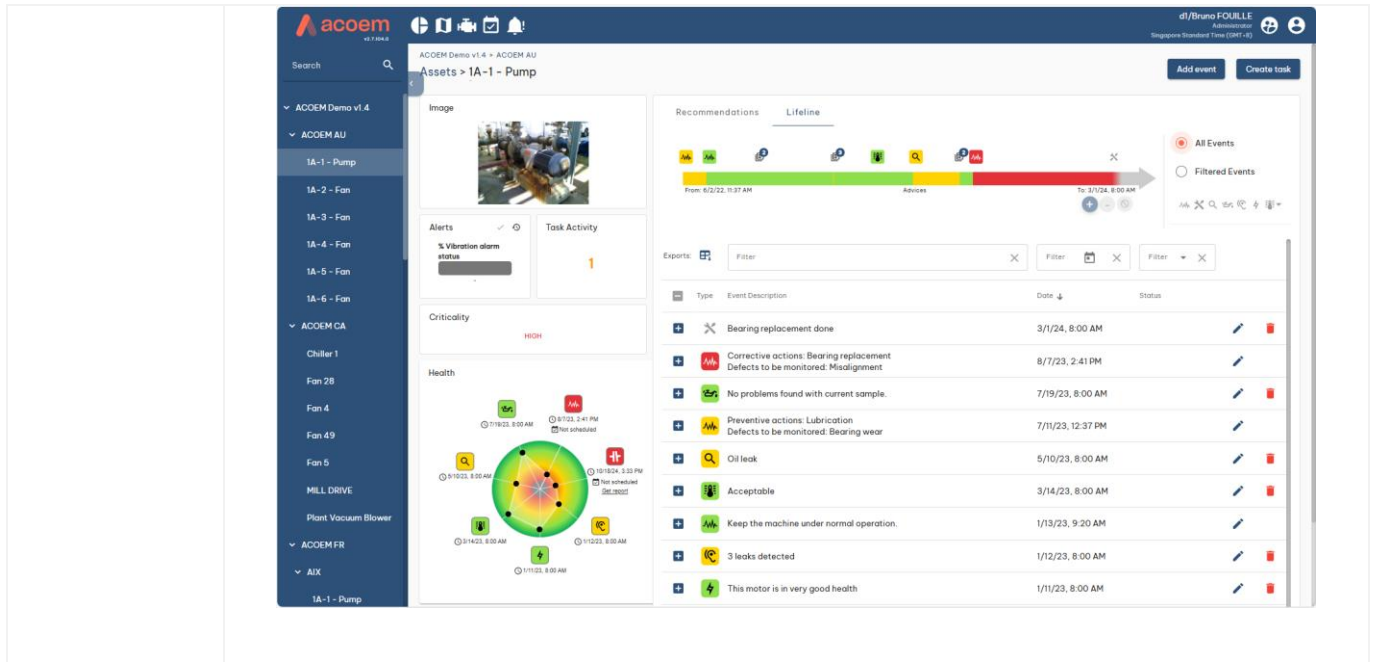 acoem
v2.7.104.0
d1/Bruno FOUILLE
Administrator
Singapore Standard Time (GMT+8)
Search
ACOEM Demo v1.4 > ACOEM AU
Assets > 1A-1 - Pump
Add event
Create task
ACOEM Demo v1.4
ACOEM AU
1A-1 - Pump
1A-2 - Fan
1A-3 - Fan
1A-4 - Fan
1A-5 - Fan
1A-6 - Fan
ACOEM CA
Chiller 1
Fan 28
Fan 4
Fan 49
Fan 5
MILL DRIVE
Plant Vacuum Blower
ACOEM FR
AIX
1A-1 - Pump
Image
Alerts
% Vibration alarm
status
Task Activity
1
Criticality
HIGH
Health
7/19/23, 8:00 AM
8/7/23, 2:41 PM
Not scheduled
5/10/23, 8:00 AM
10/18/24, 3:33 PM
Not scheduled
Get report
3/14/23, 8:00 AM
1/12/23, 8:00 AM
1/11/23, 8:00 AM
Recommendations
Lifeline
From: 6/2/22, 11:37 AM
Advices
To: 3/1/24, 8:00 AM
All Events
Filtered Events
Exports:
Filter
Filter
Filter
Type
Event Description
Date
Status
Bearing replacement done
3/1/24, 8:00 AM
Corrective actions: Bearing replacement
Defects to be monitored: Misalignment
8/7/23, 2:41 PM
No problems found with current sample.
7/19/23, 8:00 AM
Preventive actions: Lubrication
Defects to be monitored: Bearing wear
7/11/23, 12:37 PM
Oil leak
5/10/23, 8:00 AM
Acceptable
3/14/23, 8:00 AM
Keep the machine under normal operation.
1/13/23, 9:20 AM
3 leaks detected
1/12/23, 8:00 AM
This motor is in very good health
1/11/23, 8:00 AM